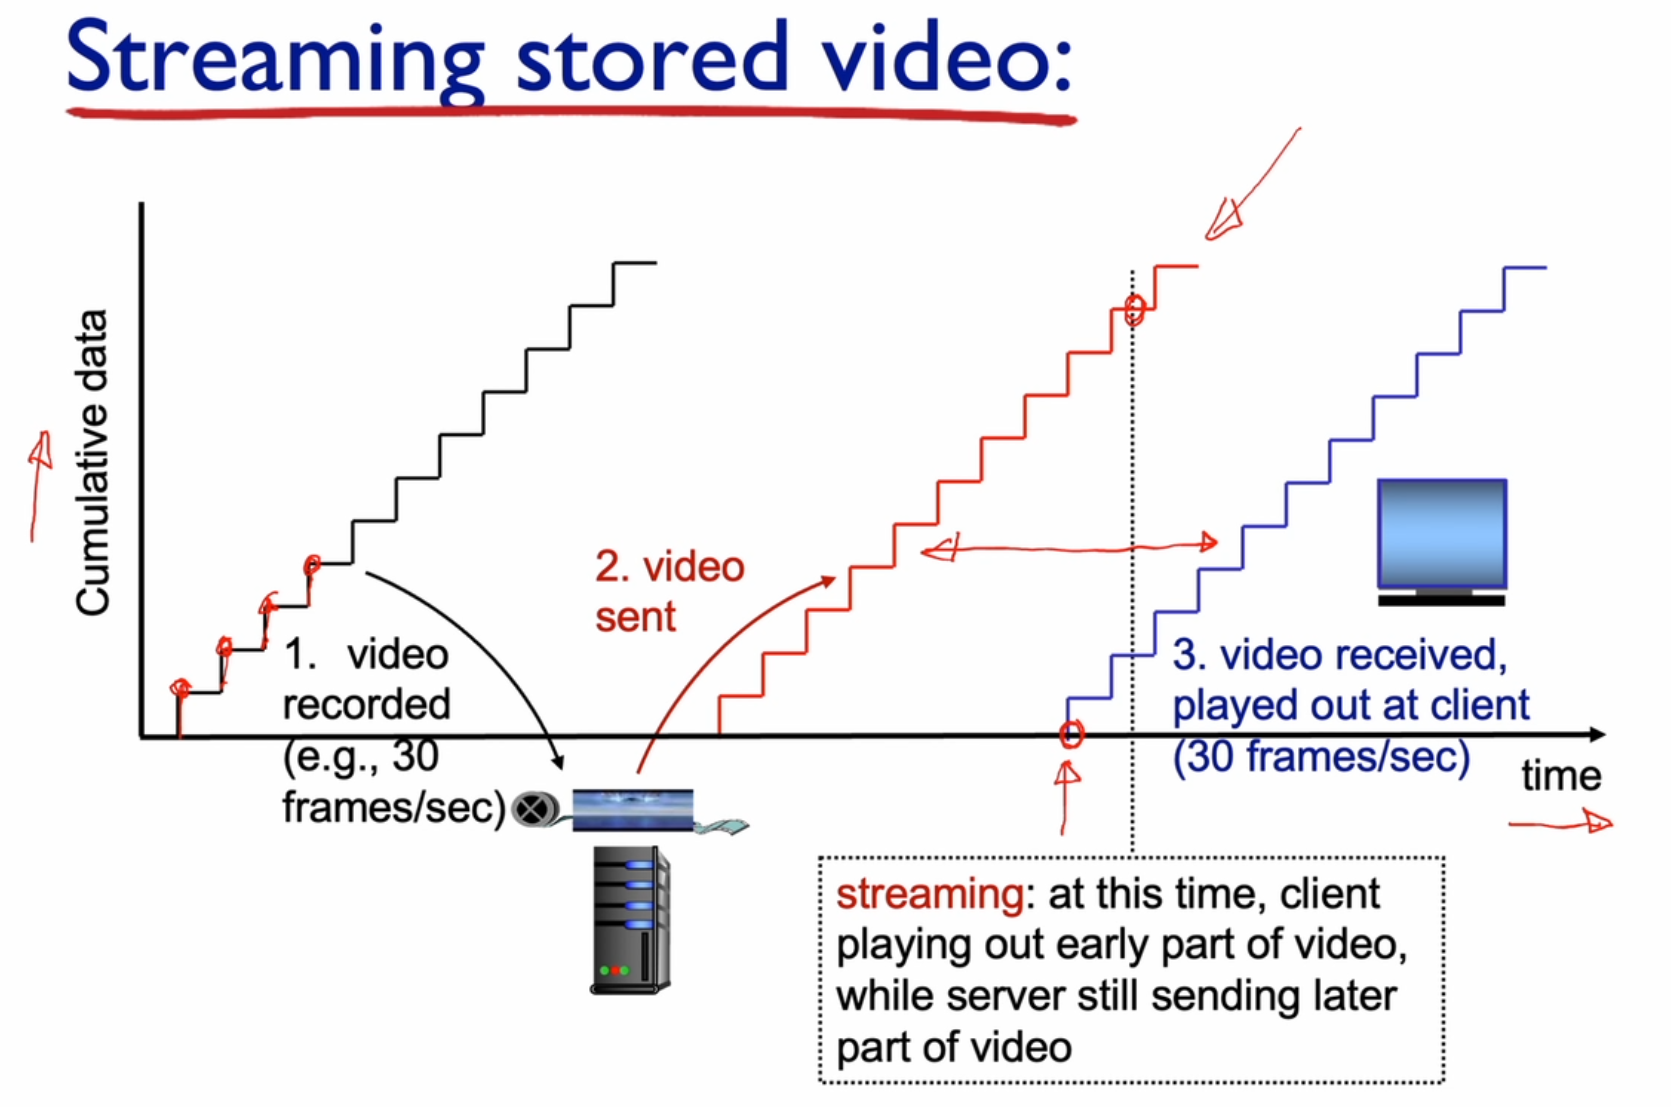 Streaming stored video:
Cumulative data
1. video
recorded
(e.g., 30
frames/sec)
2. video
sent
3. video received,
played out at client
(30 frames/sec)
time
streaming: at this time, client
playing out early part of video,
while server still sending later
part of video